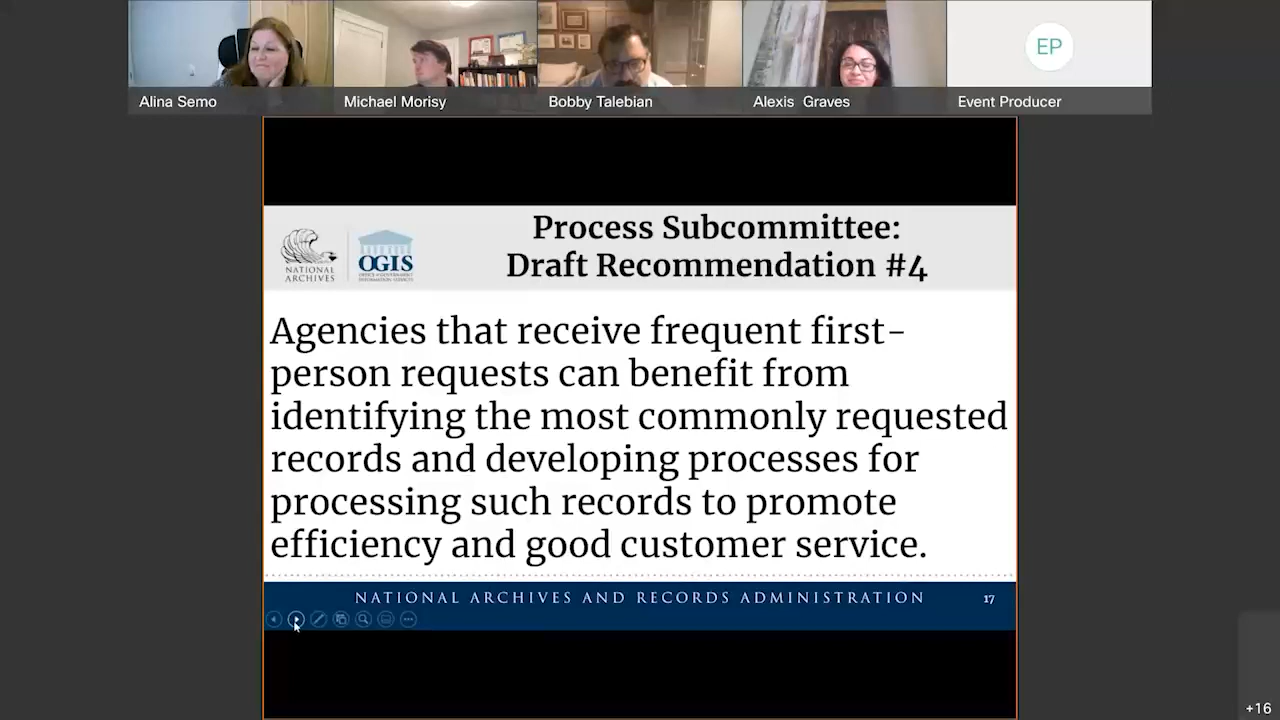 EP
Alina Semo
Michael Morisy
Bobby Talebian
Alexis Graves
Event Producer
Process Subcommittee:
Draft Recommendation #4
NATIONAL
ARCHIVES
OGIS
Agencies that receive frequent first-
person requests can benefit from
identifying the most commonly requested
records and developing processes for
processing such records to promote
efficiency and good customer service.
NATIONAL ARCHIVES AND RECORDS ADMINISTRATION
17
+16